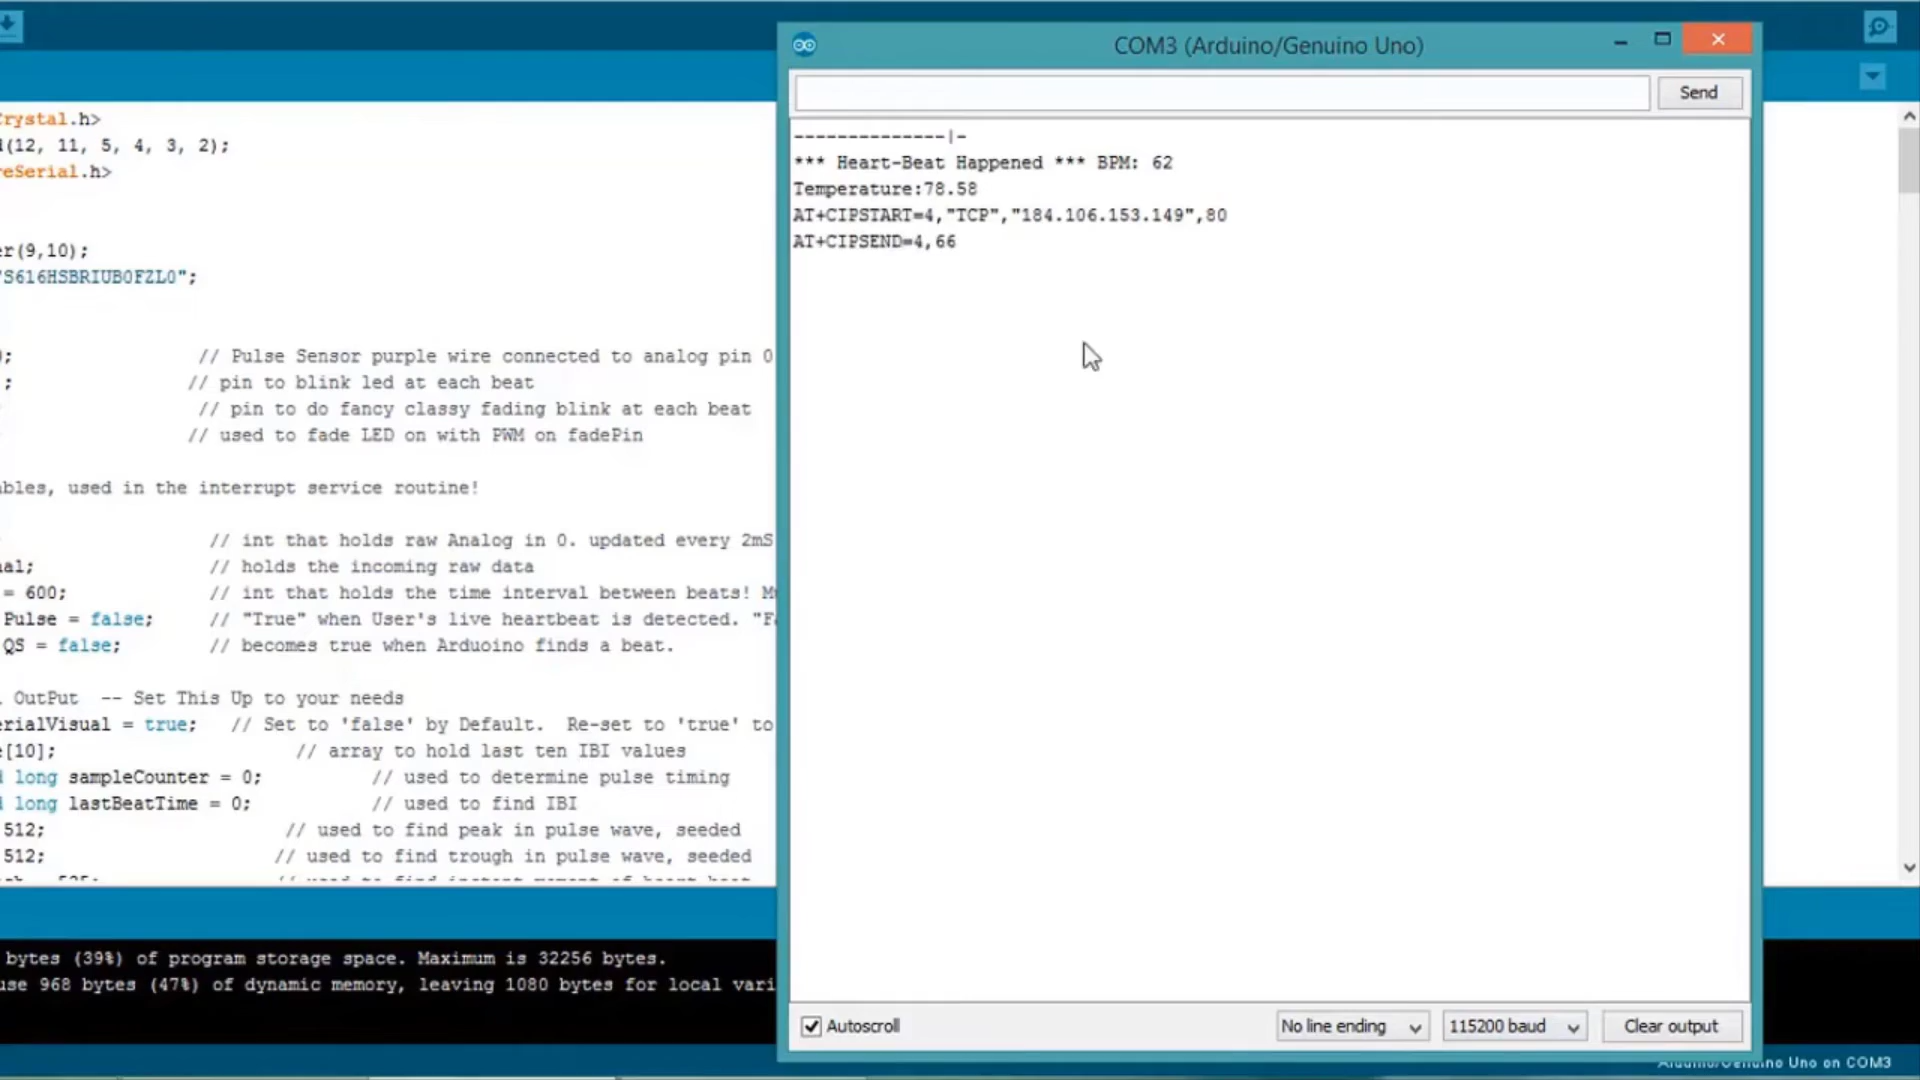 COM3 (Arduino/Genuino Uno)
Send
---------------|-
*** Heart-Beat Happened *** BPM: 62
Temperature:78.58
AT+CIPSTART=4,"TCP","184.106.153.149",80
AT+CIPSEND=4,66
Autoscroll
No line ending
115200 baud
Clear output
rystal.h>
(12, 11, 5, 4, 3, 2);
eSerial.h>
er(9,10);
S616HSBRIUB0FZL0";
);            // Pulse Sensor purple wire connected to analog pin 0
;            // pin to blink led at each beat
// pin to do fancy classy fading blink at each beat
// used to fade LED on with PWM on fadePin
bles, used in the interrupt service routine!
// int that holds raw Analog in 0. updated every 2mS
al;            // holds the incoming raw data
= 600;            // int that holds the time interval between beats!
Pulse = false;     // "True" when User's live heartbeat is detected.
QS = false;        // becomes true when Arduoino finds a beat.
OutPut  -- Set This Up to your needs
erialVisual = true;   // Set to 'false' by Default.  Re-set to 'true' to
[10];            // array to hold last ten IBI values
long sampleCounter = 0;          // used to determine pulse timing
long lastBeatTime = 0;           // used to find IBI
512;            // used to find peak in pulse wave, seeded
512;            // used to find trough in pulse wave, seeded
bytes (39%) of program storage space. Maximum is 32256 bytes.
use 968 bytes (47%) of dynamic memory, leaving 1080 bytes for local vari
Arduino/Genuino Uno on COM3